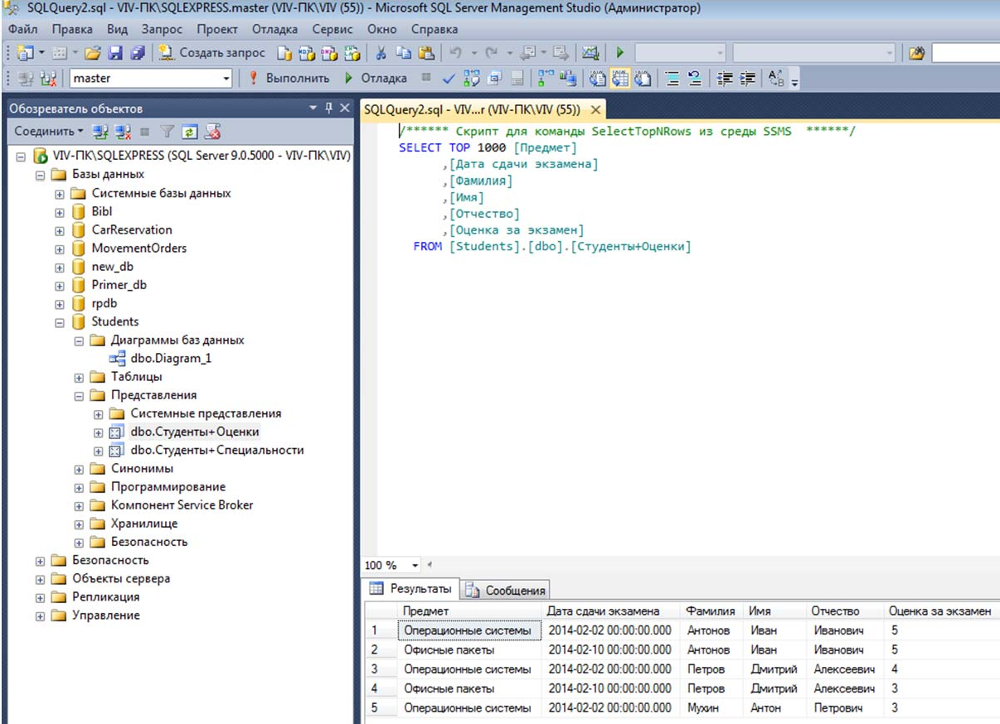 SQLQuery2.sql - VIV-ПК\SQLEXPRESS.master (VIV-ПК\VIV (55)) - Microsoft SQL Server Management Studio (Администратор)
Файл Правка Вид Запрос Проект Отладка Сервис Окно Справка
Создать запрос
master Выполнить Отладка
Обозреватель объектов
Соединить
VIV-ПК\SQLEXPRESS (SQL Server 9.0.5000 - VIV-ПК\VIV)
Базы данных
Системные базы данных
Bibl
CarReservation
MovementOrders
new_db
Primer_db
rpdb
Students
Диаграммы баз данных
dbo.Diagram_1
Таблицы
Представления
Системные представления
dbo.Студенты+Оценки
dbo.Студенты+Специальности
Синонимы
Программирование
Компонент Service Broker
Хранилище
Безопасность
Безопасность
Объекты сервера
Репликация
Управление
SQLQuery2.sql - VIV...r (VIV-ПК\VIV (55))
/****** Скрипт для команды SelectTopNRows из среды SSMS ******/
SELECT TOP 1000 [Предмет]
,[Дата сдачи экзамена]
,[Фамилия]
,[Имя]
,[Отчество]
,[Оценка за экзамен]
FROM [Students].[dbo].[Студенты+Оценки]
100 %
Результаты Сообщения
Предмет Дата сдачи экзамена Фамилия Имя Отчество Оценка за экзамен
1 Операционные системы 2014-02-02 00:00:00.000 Антонов Иван Иванович 5
2 Офисные пакеты 2014-02-10 00:00:00.000 Антонов Иван Иванович 5
3 Операционные системы 2014-02-02 00:00:00.000 Петров Дмитрий Алексеевич 4
4 Офисные пакеты 2014-02-10 00:00:00.000 Петров Дмитрий Алексеевич 3
5 Операционные системы 2014-02-02 00:00:00.000 Мухин Антон Петрович 3